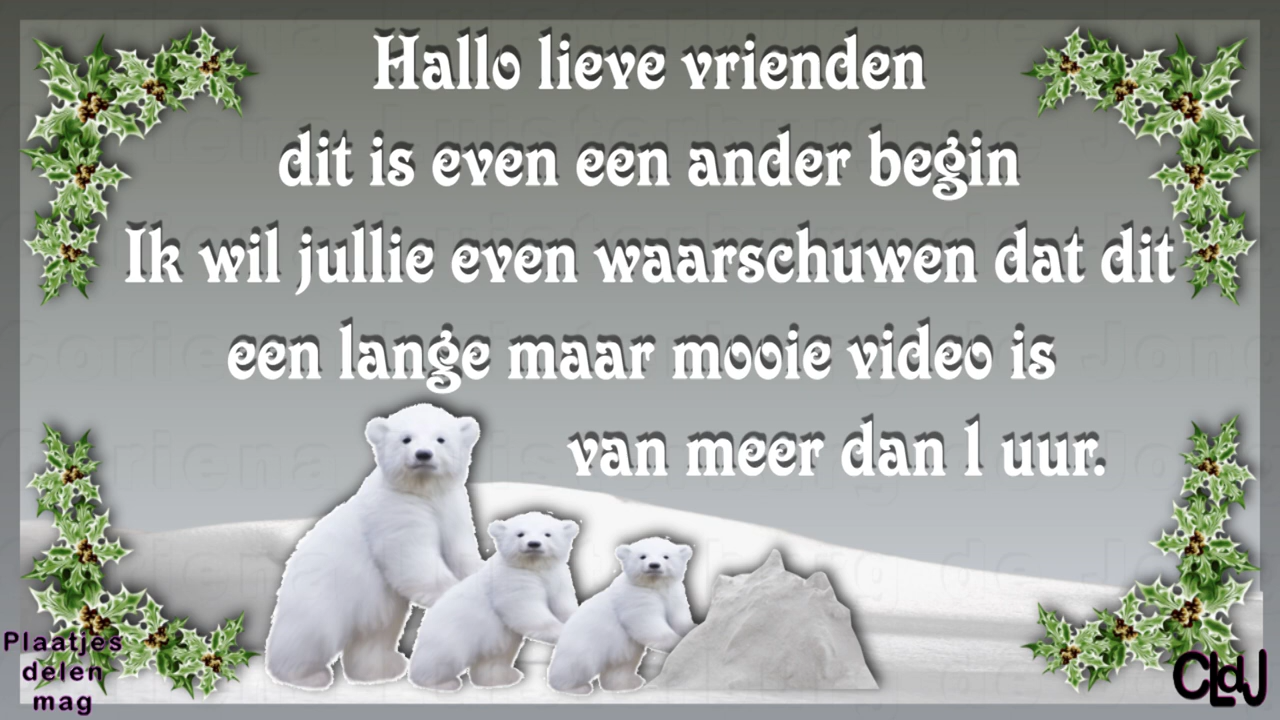 Hallo lieve vrienden
dit is even een ander begin
Ik wil jullie even waarschuwen dat dit
een lange maar mooie video is
van meer dan 1 uur.
Plaatjes
delen
mag
CLdJ